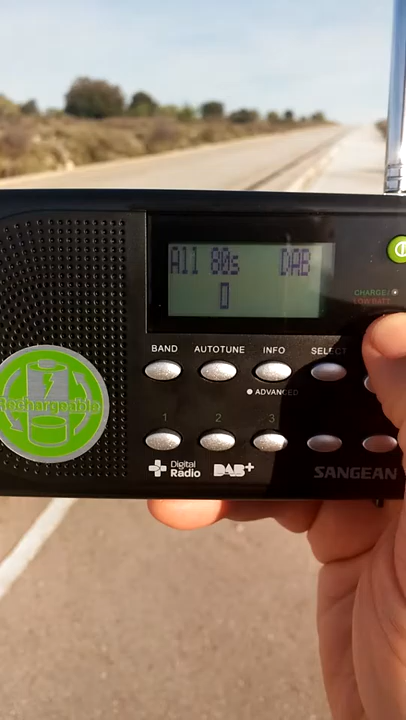 All 80s DAB
0
CHARGE/
LOW BATT
BAND AUTOTUNE INFO SELECT
ADVANCED
Rechargeable
1 2 3
Digital Radio DAB+
SANGEAN